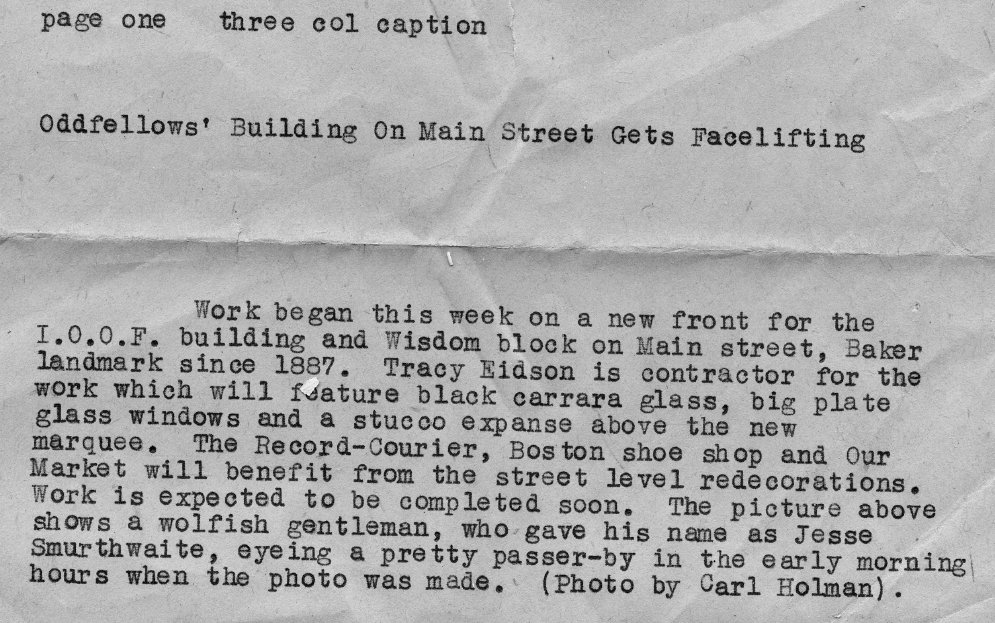 page one three col caption
Oddfellows' Building On Main Street Gets Facelifting
Work began this week on a new front for the
I.O.O.F. building and Wisdom block on Main street, Baker
landmark since 1887. Tracy Eidson is contractor for the
work which will feature black carrara glass, big plate
glass windows and a stucco expanse above the new
marquee. The Record-Courier, Boston shoe shop and Our
Market will benefit from the street level redecorations.
Work is expected to be completed soon. The picture above
shows a wolfish gentleman, who gave his name as Jesse
Smurthwaite, eyeing a pretty passer-by in the early morning
hours when the photo was made. (Photo by Carl Holman).